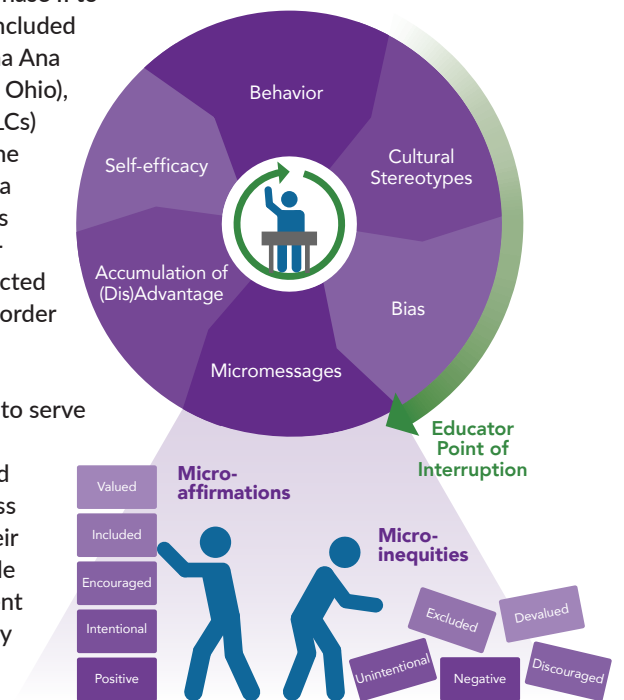 ncluded
a Ana
Ohio),
LCs)
a
s
cted
order
to serve
d
ss
eir
le
nt
y
Behavior
Cultural
Stereotypes
Bias
Micromessages
Accumulation of
(Dis)Advantage
Self-efficacy
Educator
Point of
Interruption
Micro-
affirmations
Valued
Included
Encouraged
Intentional
Positive
Micro-
inequities
Excluded
Devalued
Unintentional
Negative
Discouraged